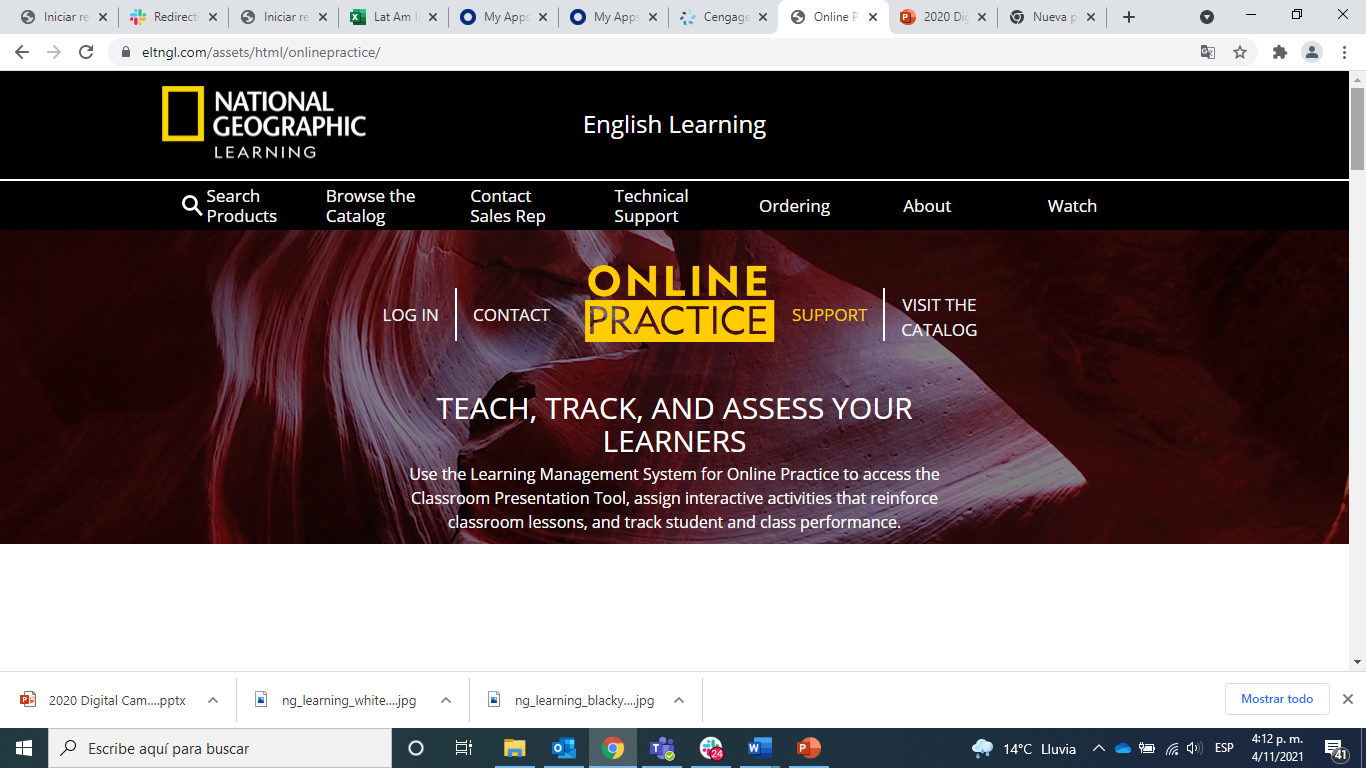 Iniciar re
Redirect
Iniciar re
Lat Am I
My Apps
My Apps
Cengage
Online P
2020 Dig
Nueva p
eltngl.com/assets/html/onlinepractice/
NATIONAL
GEOGRAPHIC
LEARNING
English Learning
Search
Products
Browse the
Catalog
Contact
Sales Rep
Technical
Support
Ordering
About
Watch
LOG IN
CONTACT
ONLINE
PRACTICE
SUPPORT
VISIT THE
CATALOG
TEACH, TRACK, AND ASSESS YOUR
LEARNERS
Use the Learning Management System for Online Practice to access the
Classroom Presentation Tool, assign interactive activities that reinforce
classroom lessons, and track student and class performance.
2020 Digital Cam....pptx
ng_learning_white....jpg
ng_learning_blacky....jpg
Mostrar todo
Escribe aquí para buscar
24
14°C Lluvia
ESP
4:12 p. m.
4/11/2021
41